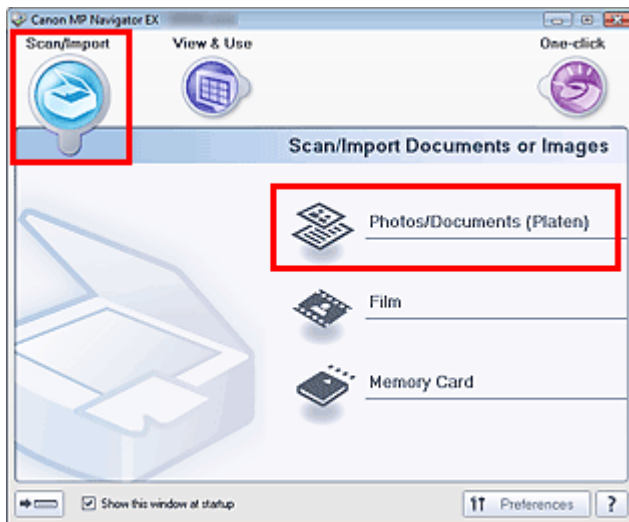 Canon MP Navigator EX
Scan/Import
View & Use
One-click
Scan/Import Documents or Images
Photos/Documents (Platen)
Film
Memory Card
Show this window at startup
Preferences
?